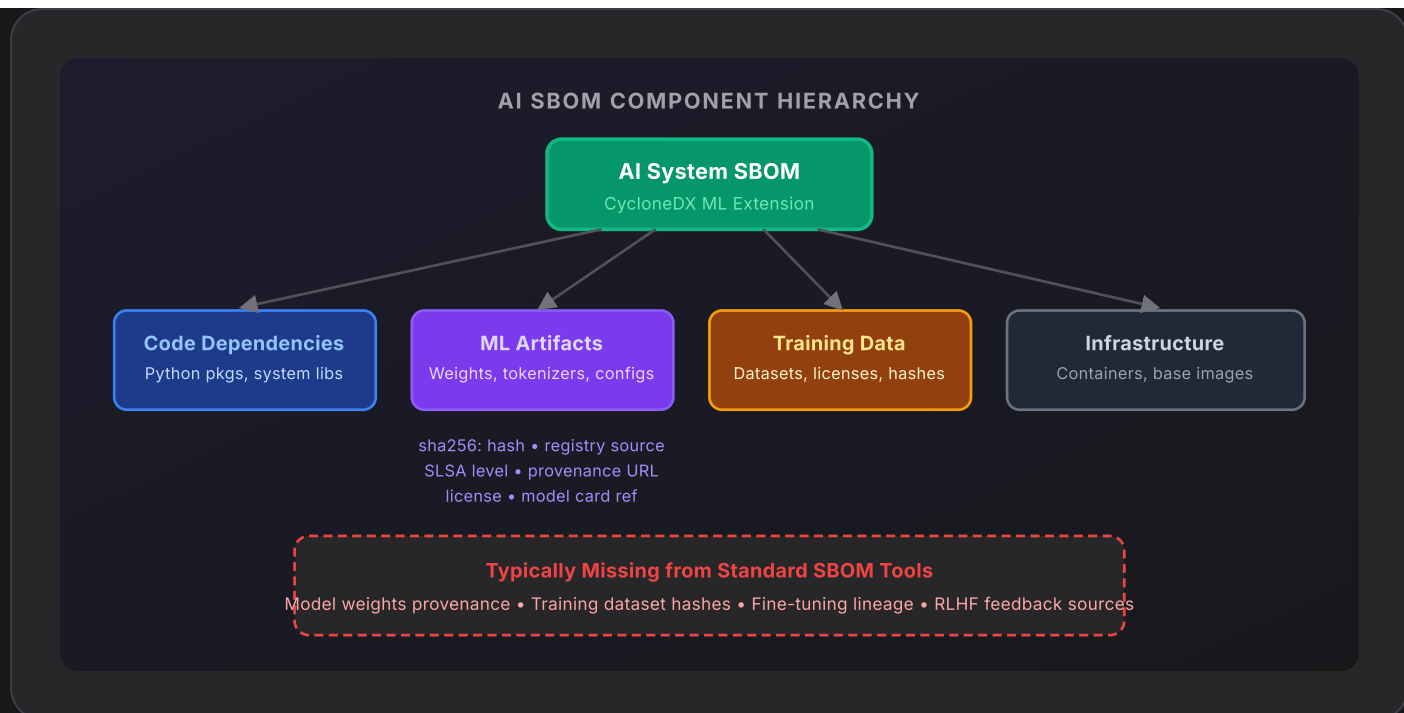 AI SBOM COMPONENT HIERARCHY
AI System SBOM
CycloneDX ML Extension
Code Dependencies
Python pkgs, system libs
ML Artifacts
Weights, tokenizers, configs
Training Data
Datasets, licenses, hashes
Infrastructure
Containers, base images
sha256: hash • registry source
SLSA level • provenance URL
license • model card ref
Typically Missing from Standard SBOM Tools
Model weights provenance • Training dataset hashes • Fine-tuning lineage • RLHF feedback sources